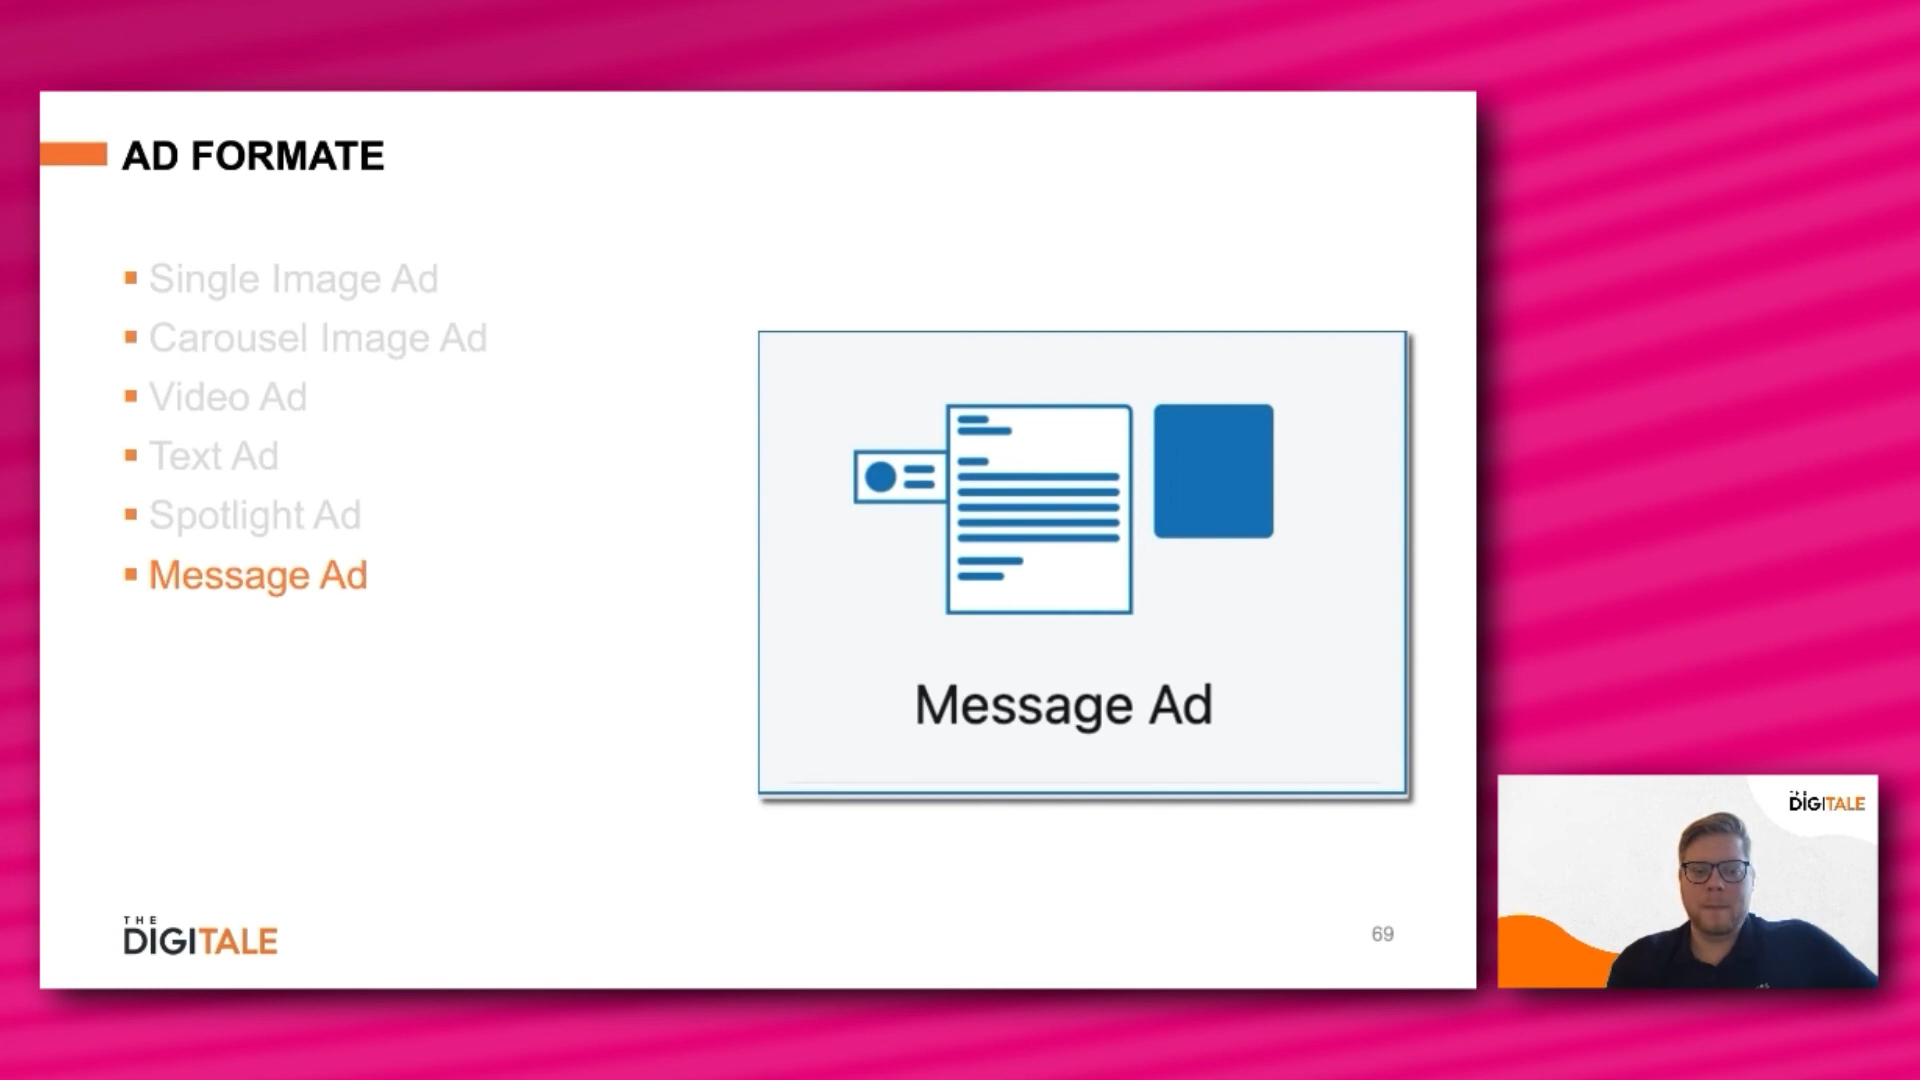 AD FORMATE
Single Image Ad
Carousel Image Ad
Video Ad
Text Ad
Spotlight Ad
Message Ad
Message Ad
THE
DIGITALE
69
DIGITALE